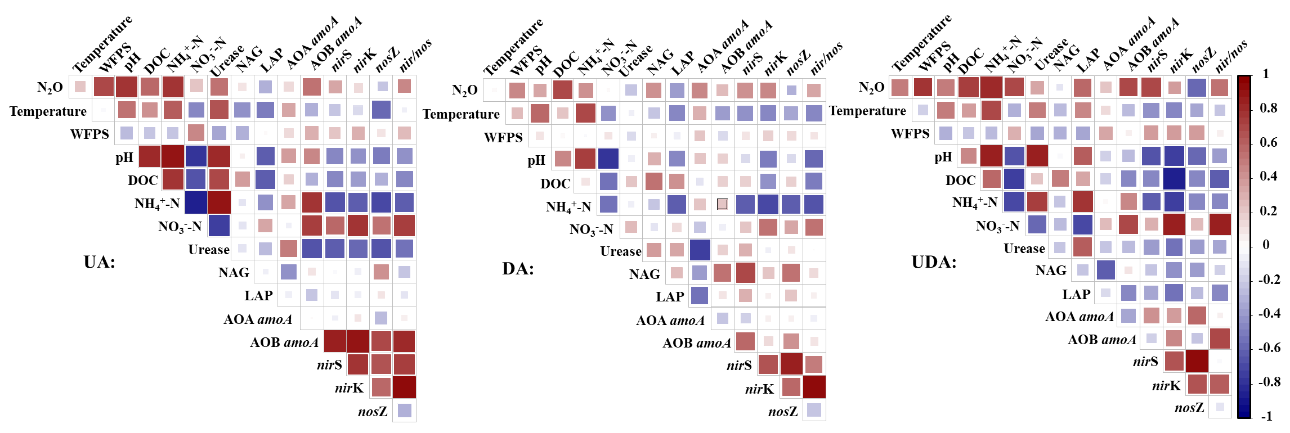 Temperature WFPS pH DOC NH₄⁺-N NO₃⁻-N Urease NAG LAP AOA amoA AOB amoA nirS nirK nosZ nir/nos
N₂O
Temperature
WFPS
pH
DOC
NH₄⁺-N
NO₃⁻-N
Urease
NAG
LAP
AOA amoA
AOB amoA
nirS
nirK
nosZ
UA:
Temperature WFPS pH DOC NH₄⁺-N NO₃⁻-N Urease NAG LAP AOA amoA AOB amoA nirS nirK nosZ nir/nos
N₂O
Temperature
WFPS
pH
DOC
NH₄⁺-N
NO₃⁻-N
Urease
NAG
LAP
AOA amoA
AOB amoA
nirS
nirK
nosZ
DA:
Temperature WFPS pH DOC NH₄⁺-N NO₃⁻-N Urease NAG LAP AOA amoA AOB amoA nirS nirK nosZ nir/nos
N₂O
Temperature
WFPS
pH
DOC
NH₄⁺-N
NO₃⁻-N
Urease
NAG
LAP
AOA amoA
AOB amoA
nirS
nirK
nosZ
UDA:
1
0.8
0.6
0.4
0.2
0
-0.2
-0.4
-0.6
-0.8
-1